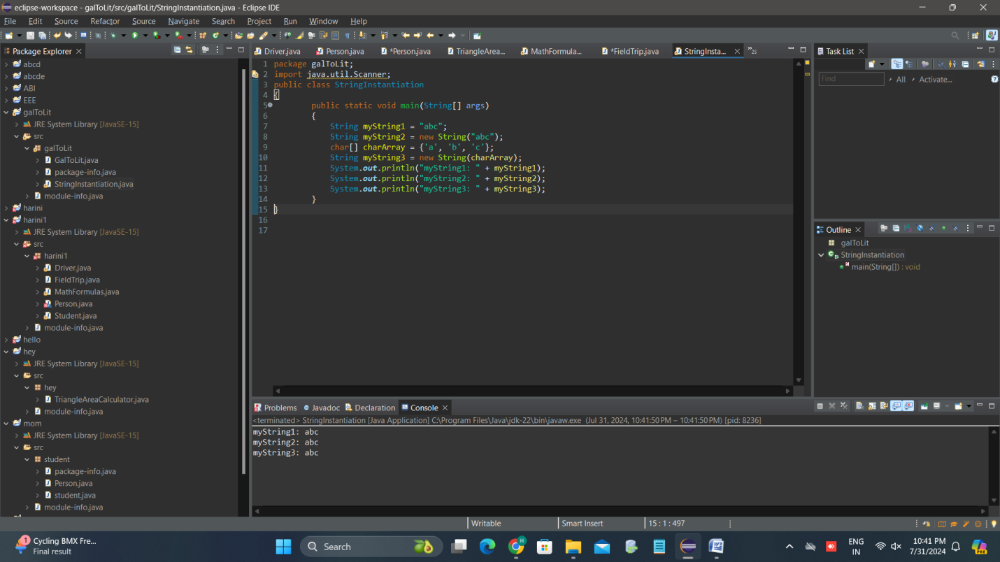 eclipse-workspace - galToLit/src/galToLit/StringInstantiation.java - Eclipse IDE
File Edit Source Refactor Source Navigate Search Project Run Window Help
Package Explorer
abcd
abcde
ABI
EEE
galToLit
JRE System Library [JavaSE-15]
src
galToLit
GalToLit.java
package-info.java
StringInstantiation.java
module-info.java
harini
harini1
JRE System Library [JavaSE-15]
src
harini1
Driver.java
FieldTrip.java
MathFormulas.java
Person.java
Student.java
module-info.java
hello
hey
JRE System Library [JavaSE-15]
src
hey
TriangleAreaCalculator.java
module-info.java
mom
JRE System Library [JavaSE-15]
src
student
package-info.java
Person.java
student.java
module-info.java
Driver.java Person.java *Person.java TriangleArea... MathFormula... *FieldTrip.java StringInsta... »25
1 package galToLit;
2 import java.util.Scanner;
3 public class StringInstantiation
4 {
5 public static void main(String[] args)
6 {
7 String myString1 = "abc";
8 String myString2 = new String("abc");
9 char[] charArray = {'a', 'b', 'c'};
10 String myString3 = new String(charArray);
11 System.out.println("myString1: " + myString1);
12 System.out.println("myString2: " + myString2);
13 System.out.println("myString3: " + myString3);
14 }
15 }
16
17
Task List
Find All Activate...
Outline
galToLit
StringInstantiation
main(String[]) : void
Problems Javadoc Declaration Console
<terminated> StringInstantiation [Java Application] C:\Program Files\Java\jdk-22\bin\javaw.exe (Jul 31, 2024, 10:41:50 PM – 10:41:50 PM) [pid: 8236]
myString1: abc
myString2: abc
myString3: abc
Writable Smart Insert 15 : 1 : 497
1 Cycling BMX Fre...
Final result
Search
H
PRE
ENG
IN
10:41 PM
7/31/2024